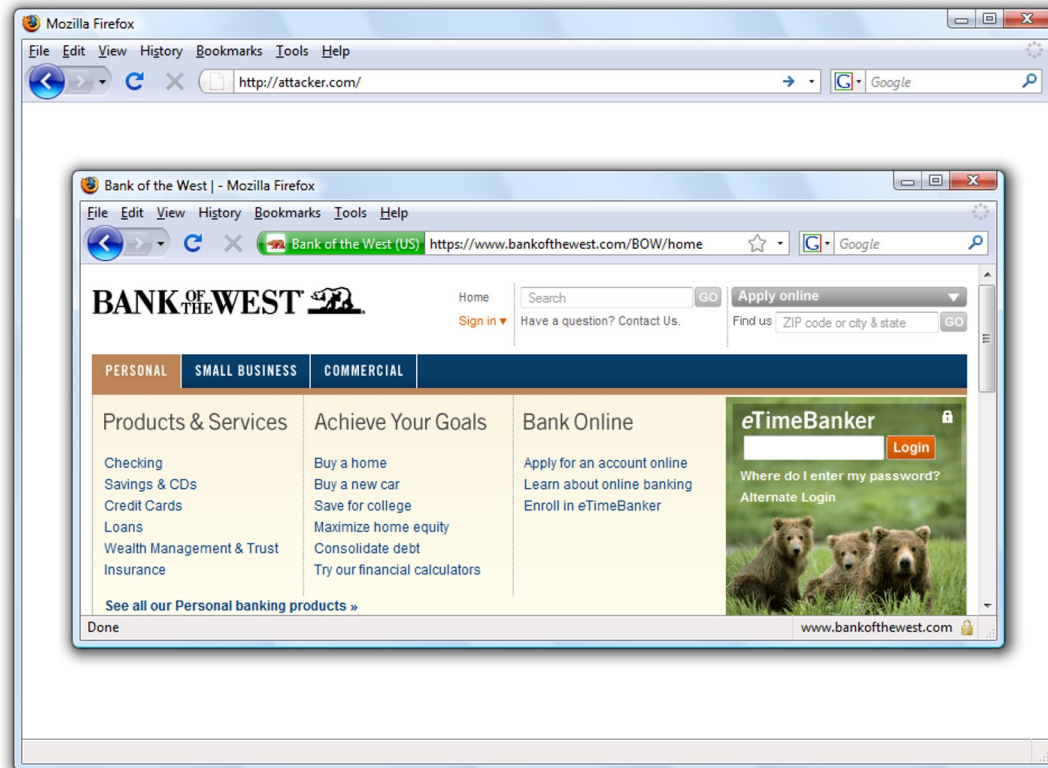 Mozilla Firefox
File Edit View History Bookmarks Tools Help
http://attacker.com/ G Google
Bank of the West | - Mozilla Firefox
File Edit View History Bookmarks Tools Help
Bank of the West (US) https://www.bankofthewest.com/BOW/home G Google
BANK OF THE WEST
Home Search GO Apply online
Sign in Have a question? Contact Us. Find us ZIP code or city & state GO
PERSONAL SMALL BUSINESS COMMERCIAL
Products & Services
Checking
Savings & CDs
Credit Cards
Loans
Wealth Management & Trust
Insurance
See all our Personal banking products »
Achieve Your Goals
Buy a home
Buy a new car
Save for college
Maximize home equity
Consolidate debt
Try our financial calculators
Bank Online
Apply for an account online
Learn about online banking
Enroll in eTimeBanker
eTimeBanker
Login
Where do I enter my password?
Alternate Login
Done www.bankofthewest.com